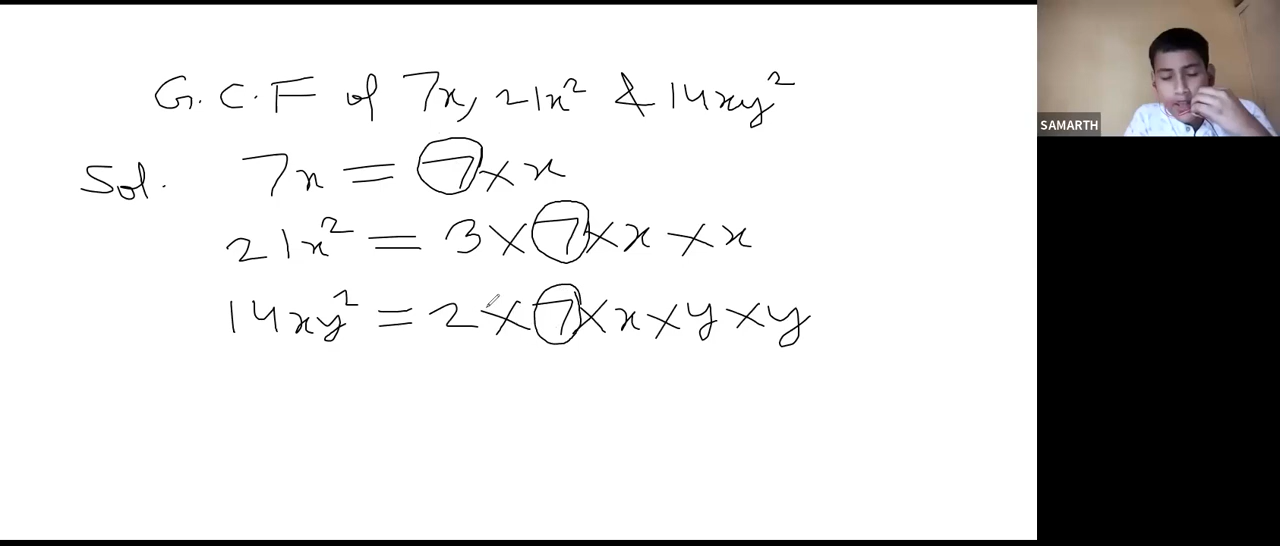 G.C.F of 7x, 21x² & 14xy²
Sol. 7x = 7 × x
21x² = 3 × 7 × x × x
14xy² = 2 × 7 × x × y × y
SAMARTH